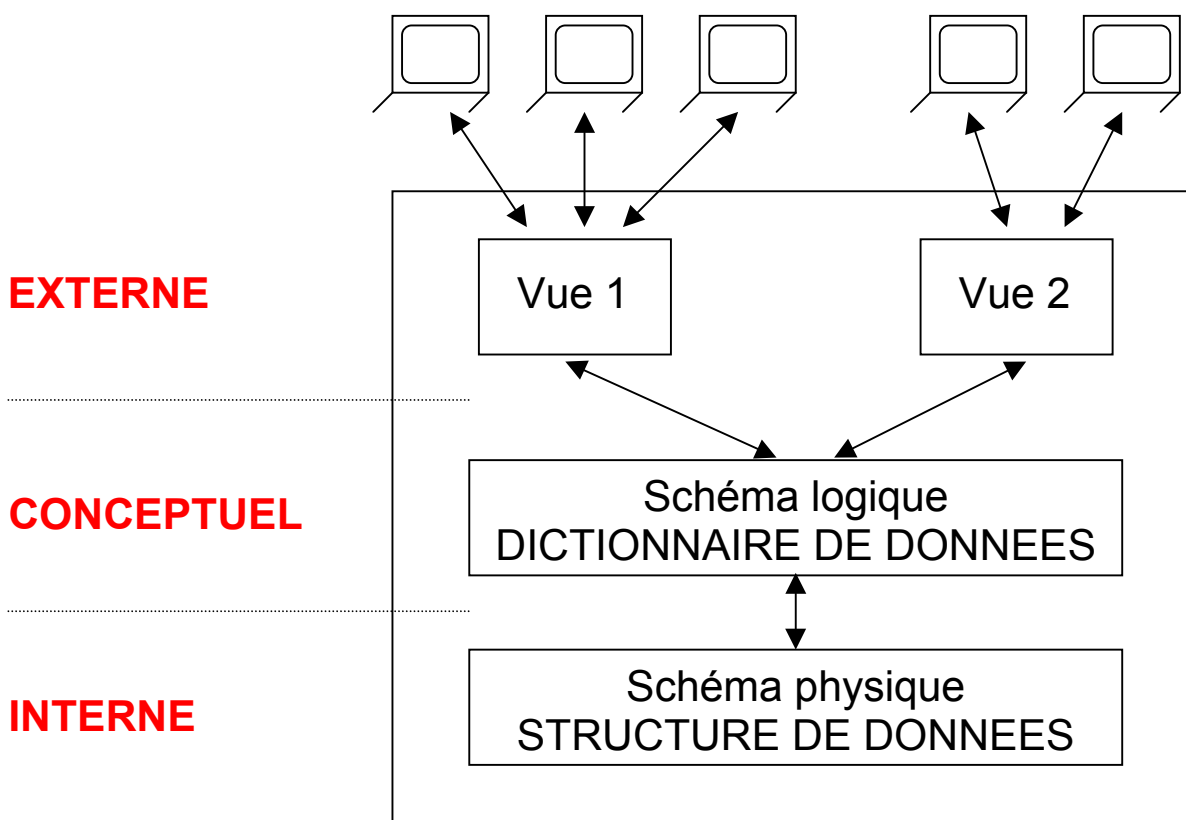 EXTERNE
Vue 1
Vue 2
CONCEPTUEL
Schéma logique
DICTIONNAIRE DE DONNEES
INTERNE
Schéma physique
STRUCTURE DE DONNEES